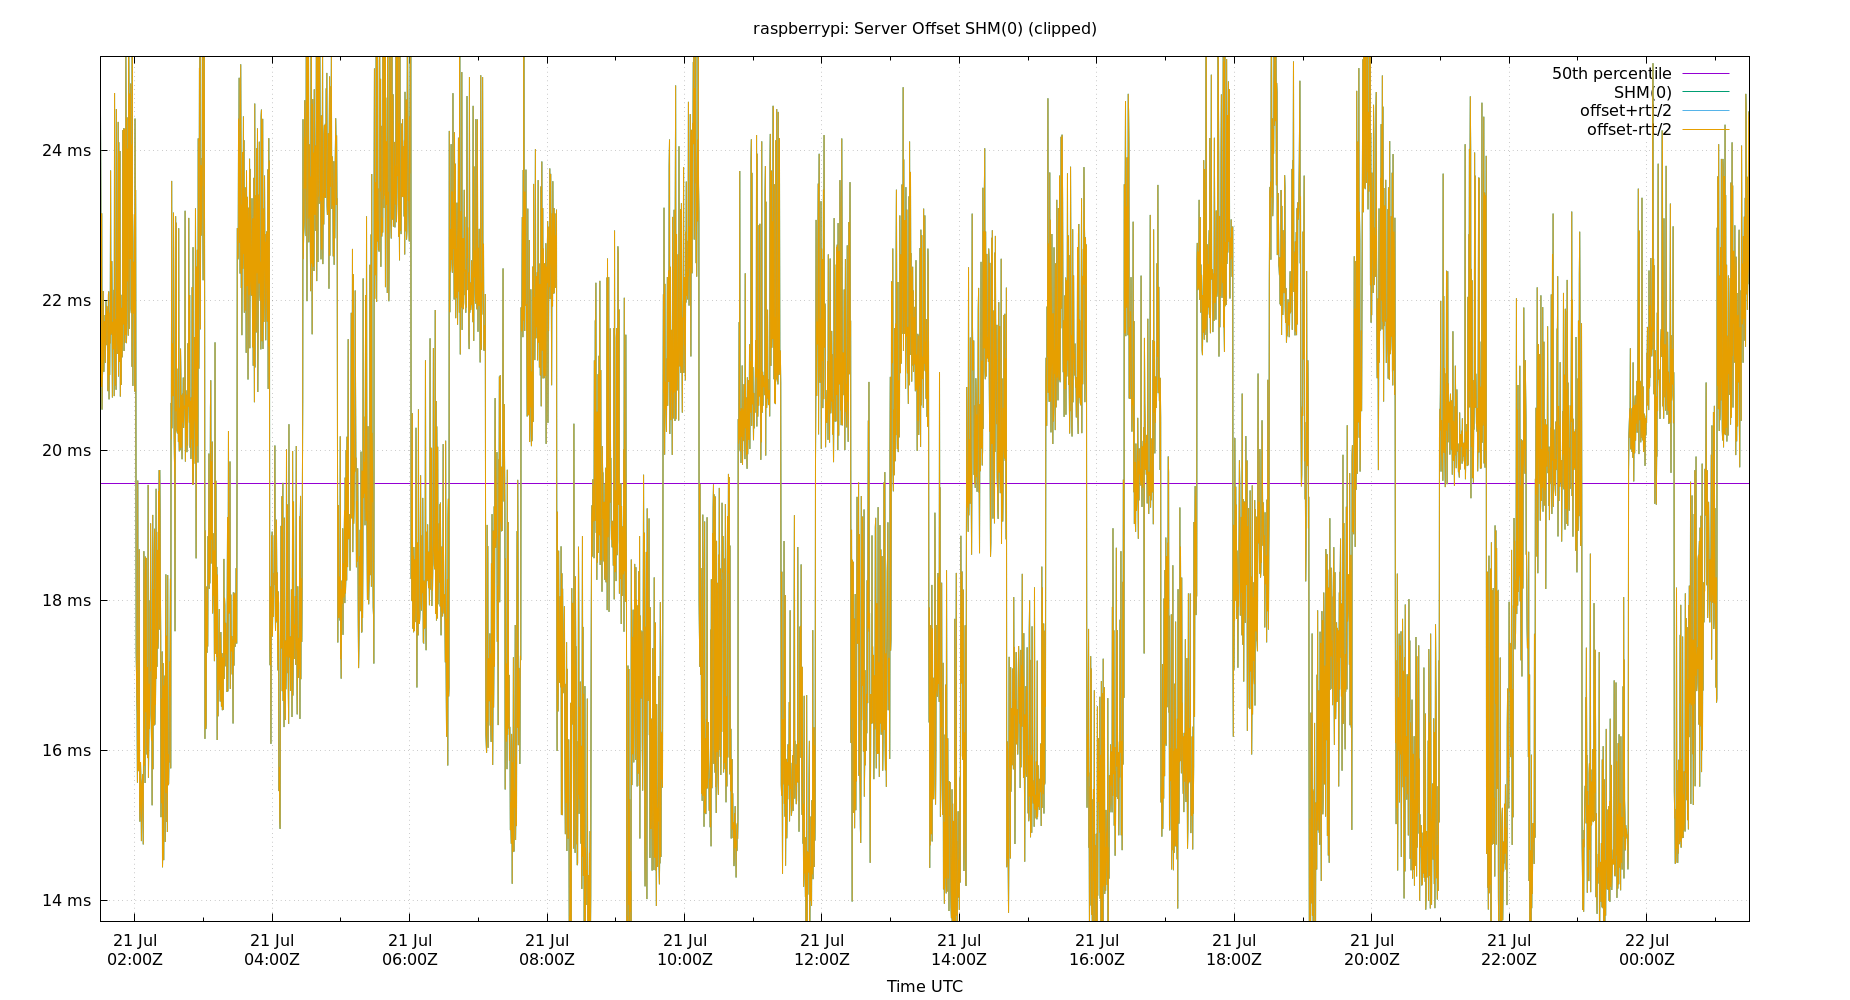 raspberrypi: Server Offset SHM(0) (clipped)
50th percentile
SHM(0)
offset+rtt/2
offset-rtt/2
24 ms
22 ms
20 ms
18 ms
16 ms
14 ms
21 Jul 21 Jul 21 Jul 21 Jul 21 Jul 21 Jul 21 Jul 21 Jul 21 Jul 21 Jul 21 Jul 22 Jul
02:00Z 04:00Z 06:00Z 08:00Z 10:00Z 12:00Z 14:00Z 16:00Z 18:00Z 20:00Z 22:00Z 00:00Z
Time UTC